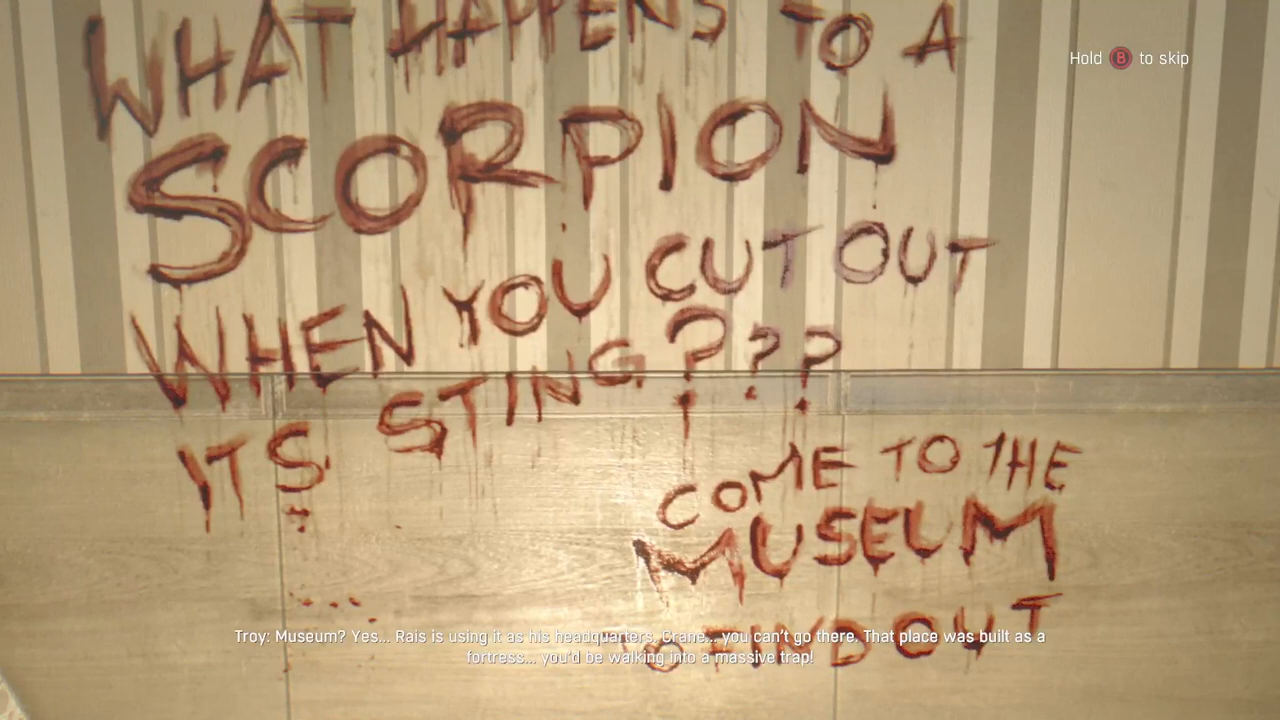 WHAT HAPPENS TO A
Hold B to skip
SCORPION
WHEN YOU CUT OUT
ITS STING???
COME TO THE
MUSEUM
TO FIND OUT
Troy: Museum? Yes... Rais is using it as his headquarters. Crane... you can't go there. That place was built as a
fortress... you'd be walking into a massive trap!